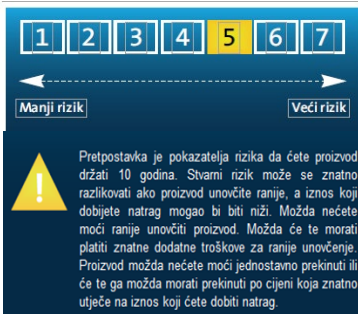 1 2 3 4 5 6 7
Manji rizik Veći rizik
Pretpostavka je pokazatelja rizika da ćete proizvod
držati 10 godina. Stvarni rizik može se znatno
razlikovati ako proizvod unovčite ranije, a iznos koji
dobijete natrag mogao bi biti niži. Možda nećete
moći ranije unovčiti proizvod. Možda će te morati
platiti znatne dodatne troškove za ranije unovčenje.
Proizvod možda nećete moći jednostavno prekinuti ili
će te ga možda morati prekinuti po cijeni koja znatno
utječe na iznos koji ćete dobiti natrag.